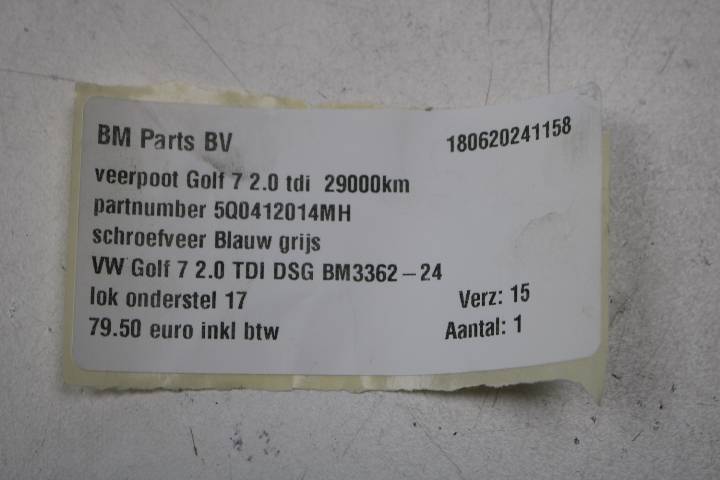 BM Parts BV 180620241158
veerpoot Golf 7 2.0 tdi 29000km
partnumber 5Q0412014MH
schroefveer Blauw grijs
VW Golf 7 2.0 TDI DSG BM3362-24
lok onderstel 17 Verz: 15
79.50 euro inkl btw Aantal: 1